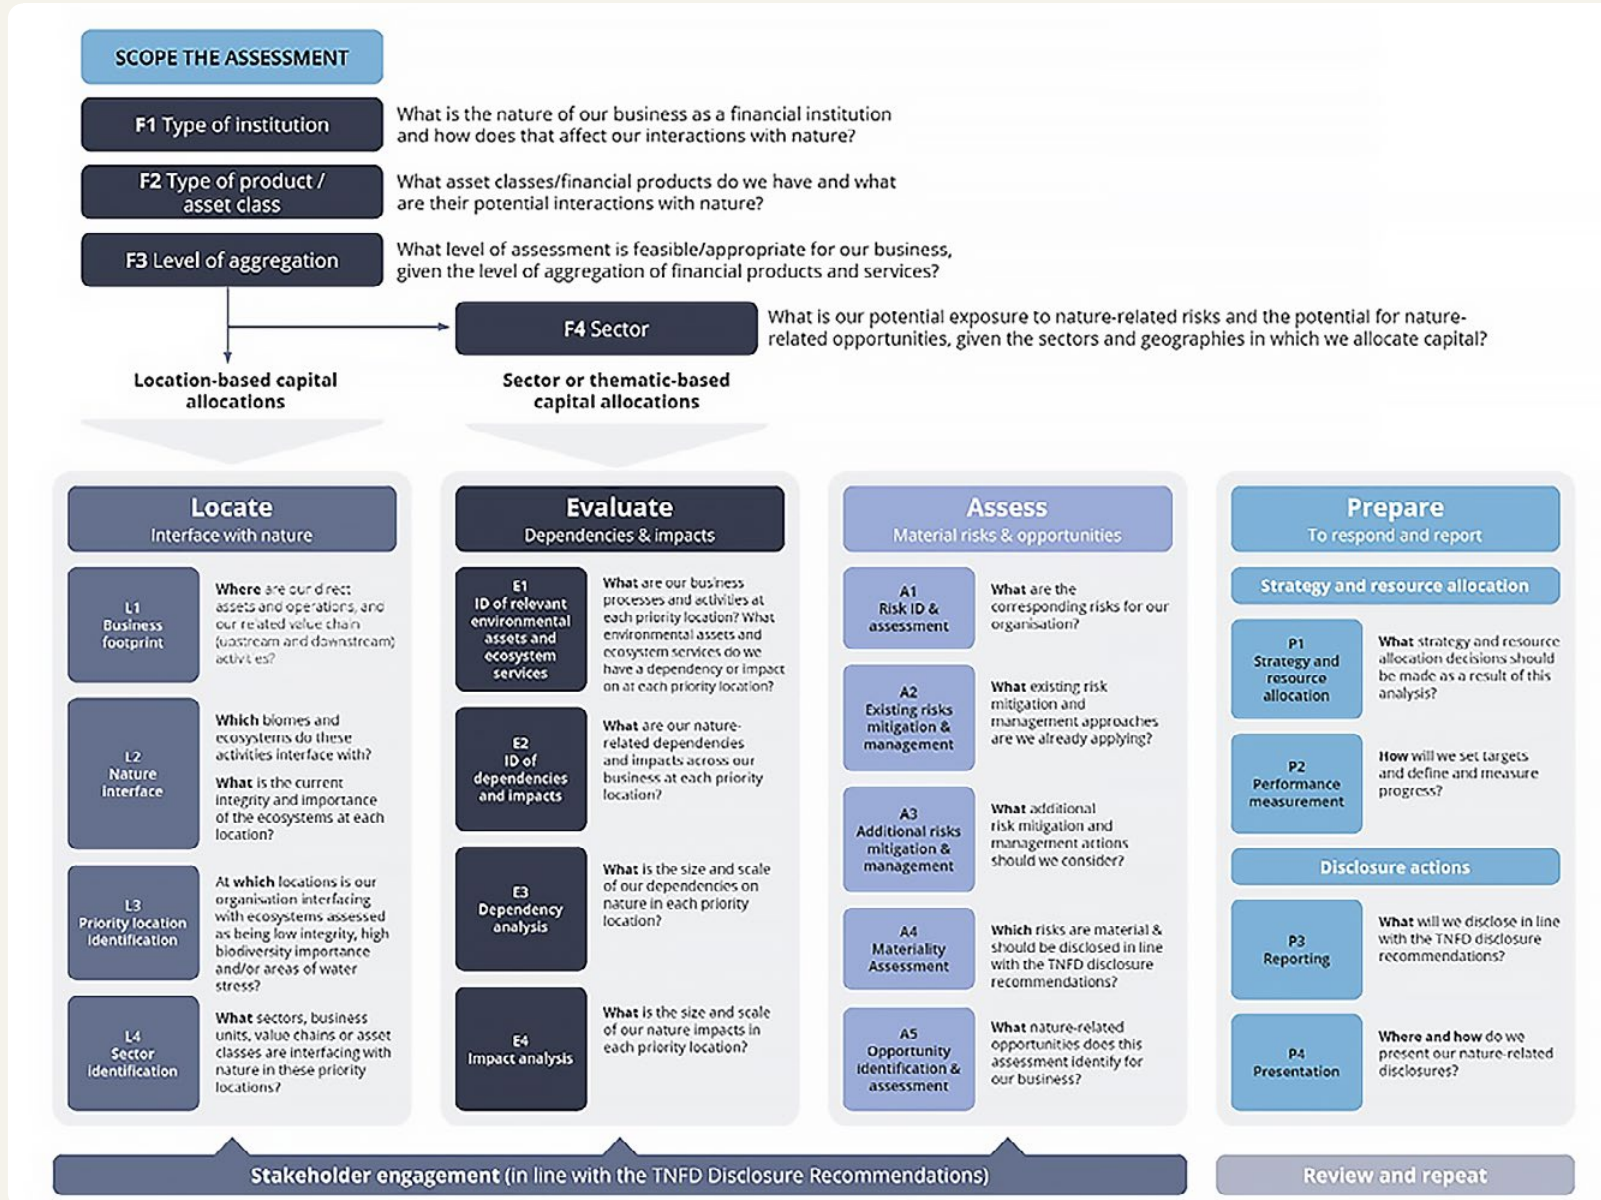 SCOPE THE ASSESSMENT
F1 Type of institution
What is the nature of our business as a financial institution
and how does that affect our interactions with nature?
F2 Type of product /
asset class
What asset classes/financial products do we have and what
are their potential interactions with nature?
F3 Level of aggregation
What level of assessment is feasible/appropriate for our business,
given the level of aggregation of financial products and services?
F4 Sector
What is our potential exposure to nature-related risks and the potential for nature-
related opportunities, given the sectors and geographies in which we allocate capital?
Location-based capital
allocations
Sector or thematic-based
capital allocations
Locate
Interface with nature
L1
Business
footprint
Where are our direct
assets and operations, and
our related value chain
(upstream and downstream)
activities?
L2
Nature
interface
Which biomes and
ecosystems do these
activities interface with?
What is the current
integrity and importance
of the ecosystems at each
location?
L3
Priority location
identification
At which locations is our
organisation interfacing
with ecosystems assessed
as being low integrity, high
biodiversity importance
and/or areas of water
stress?
L4
Sector
identification
What sectors, business
units, value chains or asset
classes are interfacing with
nature in these priority
locations?
Evaluate
Dependencies & impacts
E1
ID of relevant
environmental
assets and
ecosystem
services
What are our business
processes and activities at
each priority location? What
environmental assets and
ecosystem services do we
have a dependency or impact
on at each priority location?
E2
ID of
dependencies
and impacts
What are our nature-
related dependencies
and impacts across our
business at each priority
location?
E3
Dependency
analysis
What is the size and scale
of our dependencies on
nature in each priority
location?
E4
Impact analysis
What is the size and scale
of our nature impacts in
each priority location?
Assess
Material risks & opportunities
A1
Risk ID &
assessment
What are the
corresponding risks for our
organisation?
A2
Existing risks
mitigation &
management
What existing risk
mitigation and
management approaches
are we already applying?
A3
Additional risks
mitigation &
management
What additional
risk mitigation and
management actions
should we consider?
A4
Materiality
Assessment
Which risks are material &
should be disclosed in line
with the TNFD disclosure
recommendations?
A5
Opportunity
identification &
assessment
What nature-related
opportunities does this
assessment identify for
our business?
Prepare
To respond and report
Strategy and resource allocation
P1
Strategy and
resource
allocation
What strategy and resource
allocation decisions should
be made as a result of this
analysis?
P2
Performance
measurement
How will we set targets
and define and measure
progress?
Disclosure actions
P3
Reporting
What will we disclose in line
with the TNFD disclosure
recommendations?
P4
Presentation
Where and how do we
present our nature-related
disclosures?
Stakeholder engagement (in line with the TNFD Disclosure Recommendations)
Review and repeat